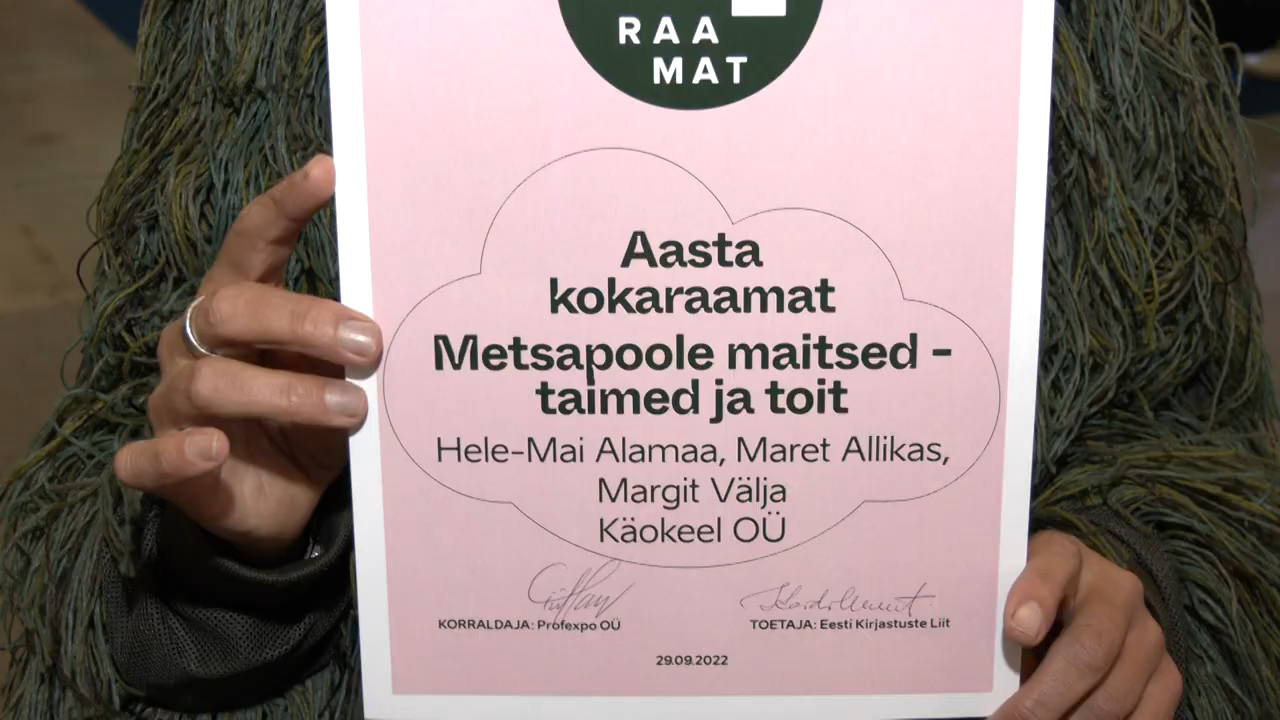 RAA
MAT
Aasta
kokaraamat
Metsapoole maitsed -
taimed ja toit
Hele-Mai Alamaa, Maret Allikas,
Margit Välja
Käokeel OÜ
KORRALDAJA: Profexpo OÜ
TOETAJA: Eesti Kirjastuste Liit
29.09.2022